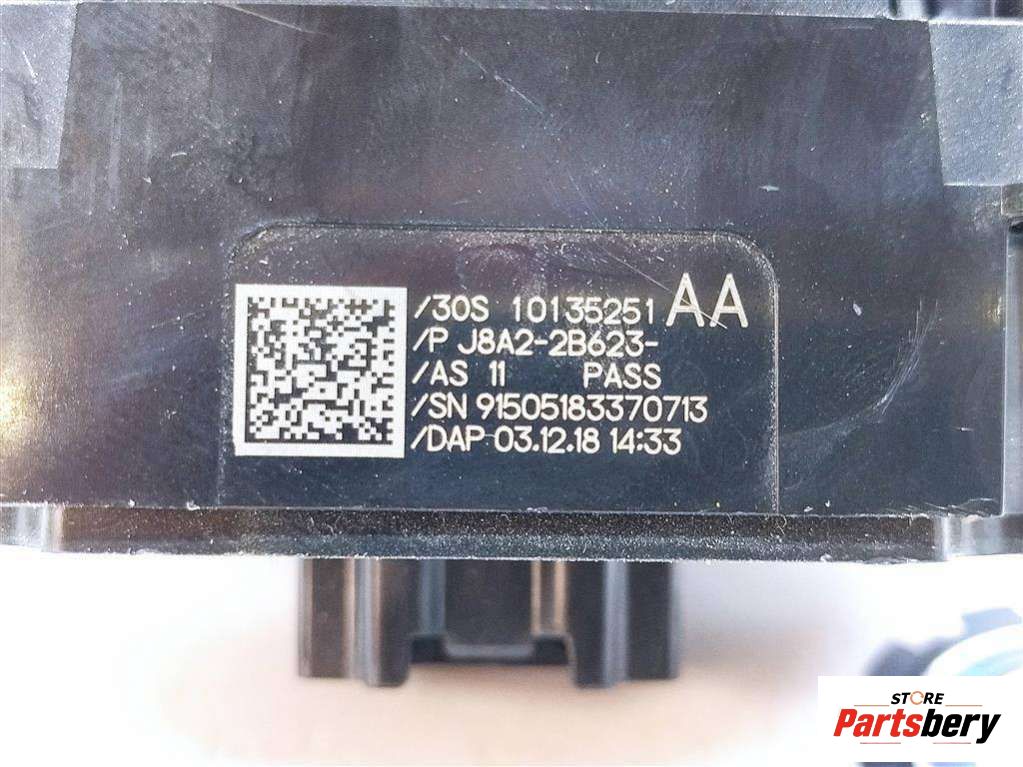 /30S 10135251 AA
/P J8A2-2B623-
/AS 11 PASS
/SN 91505183370713
/DAP 03.12.18 14:33
STORE
Partsbery